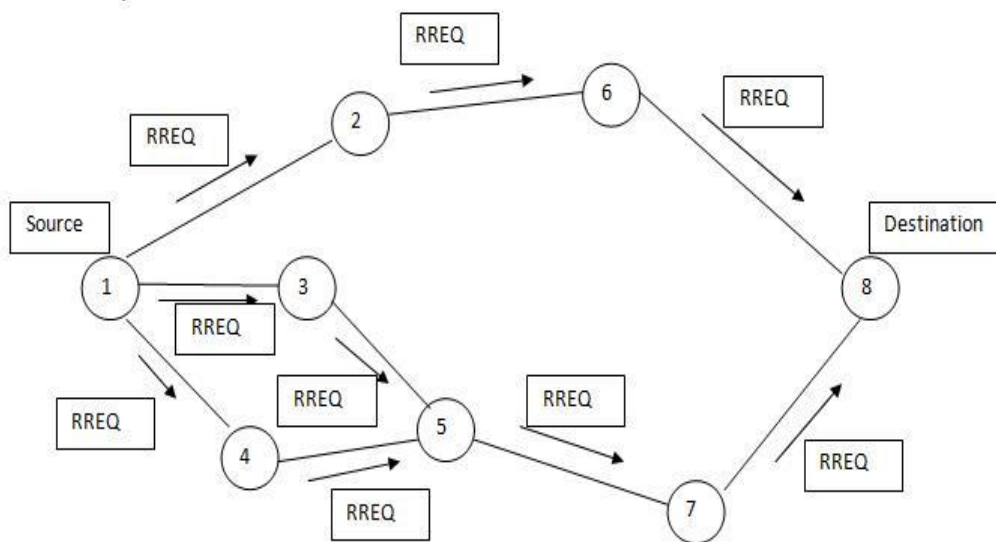 RREQ
6
RREQ
2
RREQ
Source
Destination
1
3
8
RREQ
RREQ
RREQ
RREQ
5
4
RREQ
RREQ
7
RREQ